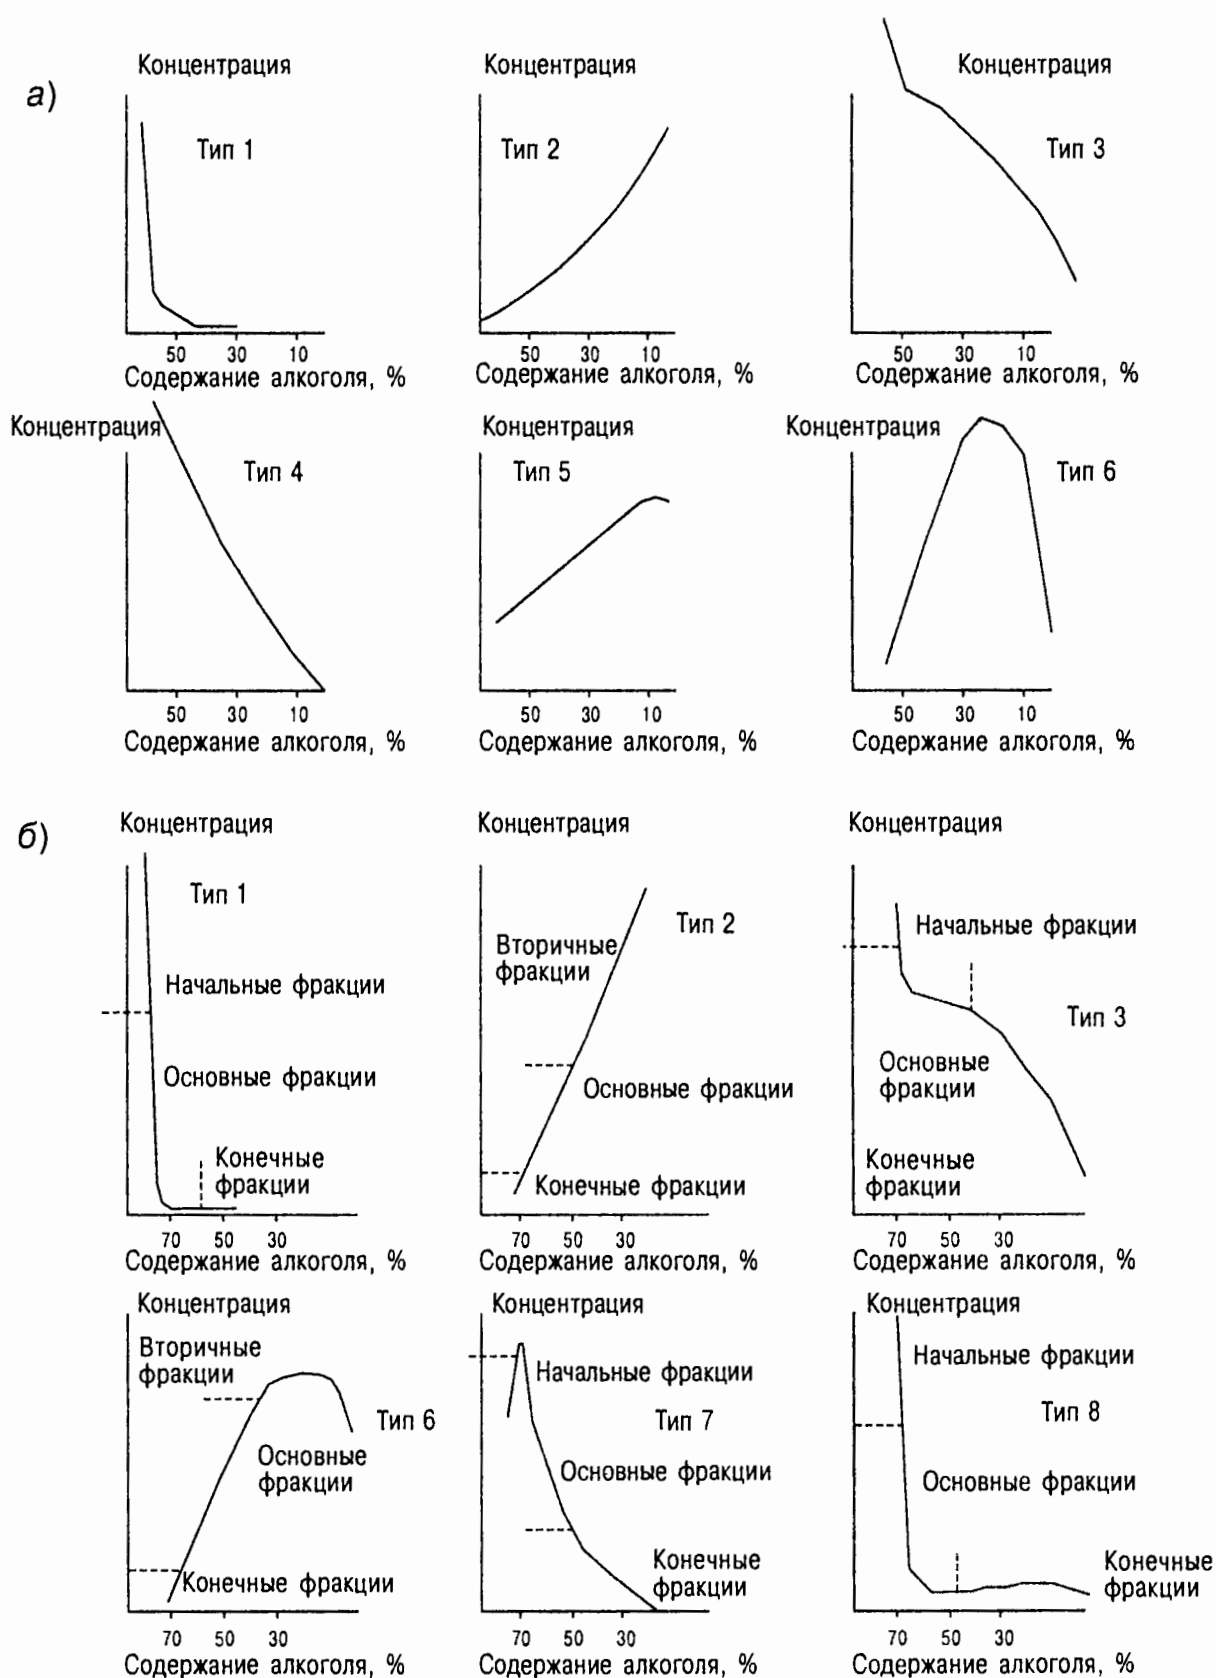 а)
Концентрация
Тип 1
50 30 10
Содержание алкоголя, %
Концентрация
Тип 2
50 30 10
Содержание алкоголя, %
Концентрация
Тип 3
50 30 10
Содержание алкоголя, %
Концентрация
Тип 4
50 30 10
Содержание алкоголя, %
Концентрация
Тип 5
50 30 10
Содержание алкоголя, %
Концентрация
Тип 6
50 30 10
Содержание алкоголя, %
б)
Концентрация
Тип 1
Начальные фракции
Основные фракции
Конечные
фракции
70 50 30
Содержание алкоголя, %
Концентрация
Тип 2
Вторичные
фракции
Основные фракции
Конечные фракции
70 50 30
Содержание алкоголя, %
Концентрация
Начальные фракции
Тип 3
Основные
фракции
Конечные
фракции
70 50 30
Содержание алкоголя, %
Концентрация
Вторичные
фракции
Тип 6
Основные
фракции
Конечные фракции
70 50 30
Содержание алкоголя, %
Концентрация
Начальные фракции
Тип 7
Основные фракции
Конечные
фракции
70 50 30
Содержание алкоголя, %
Концентрация
Начальные фракции
Тип 8
Основные фракции
Конечные
фракции
70 50 30
Содержание алкоголя, %